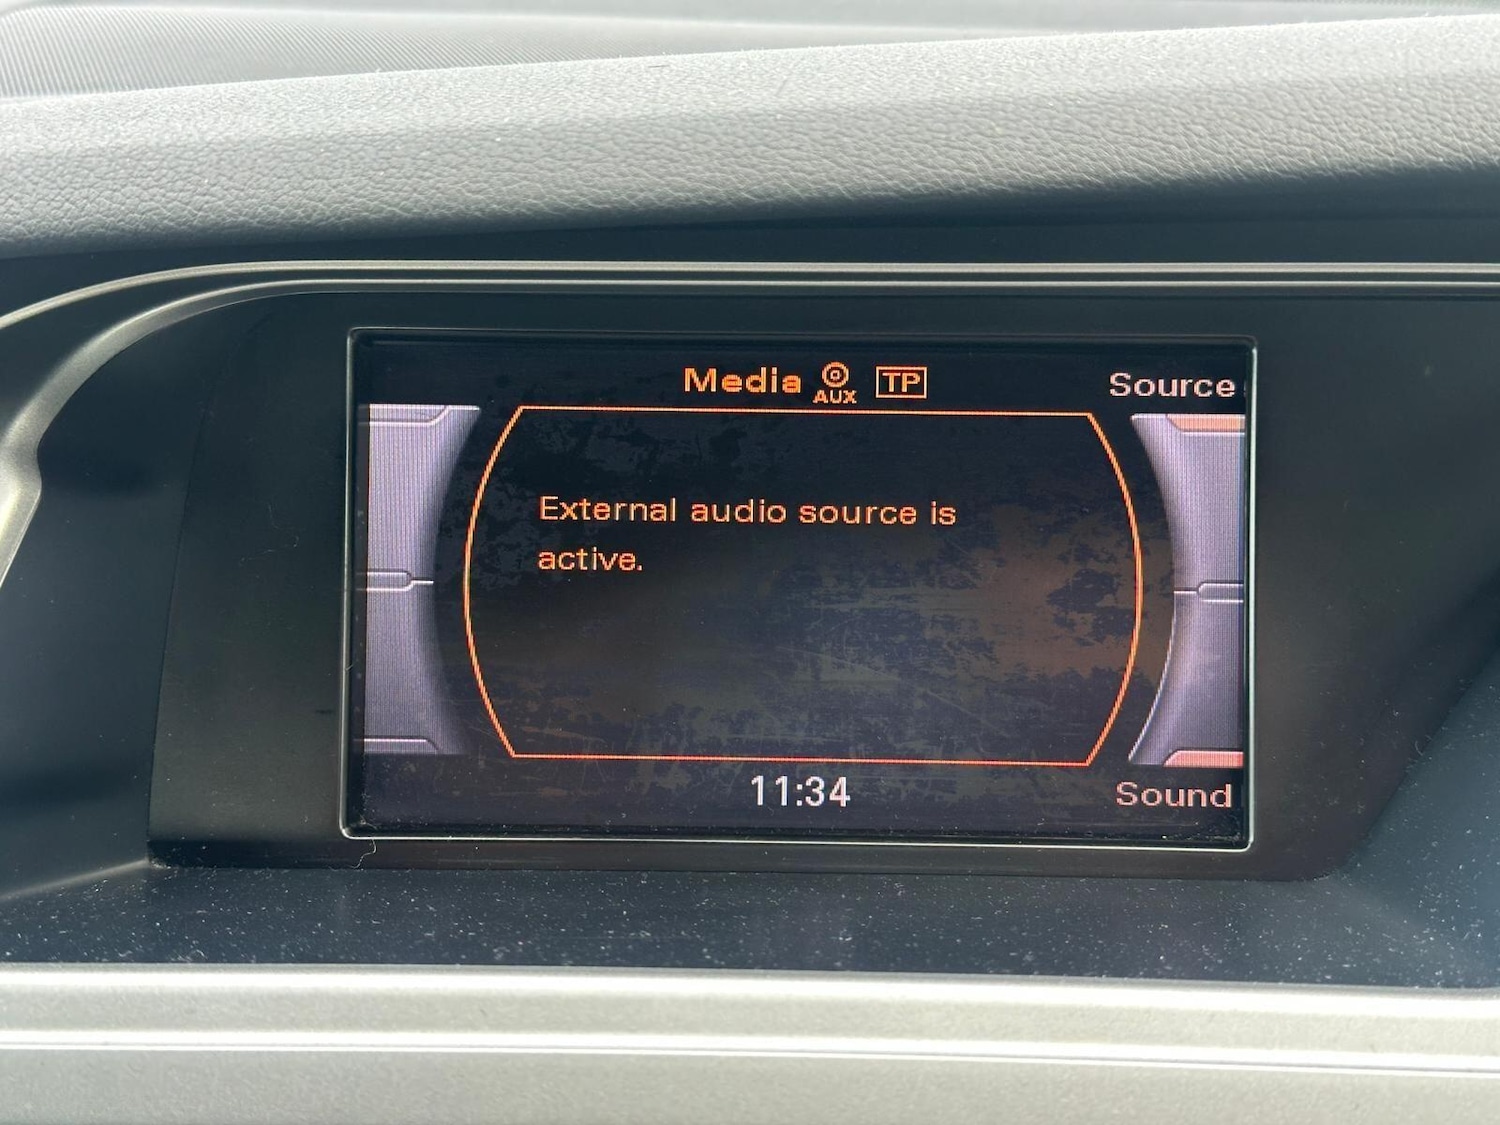 Media AUX TP
Source
External audio source is
active.
11:34
Sound